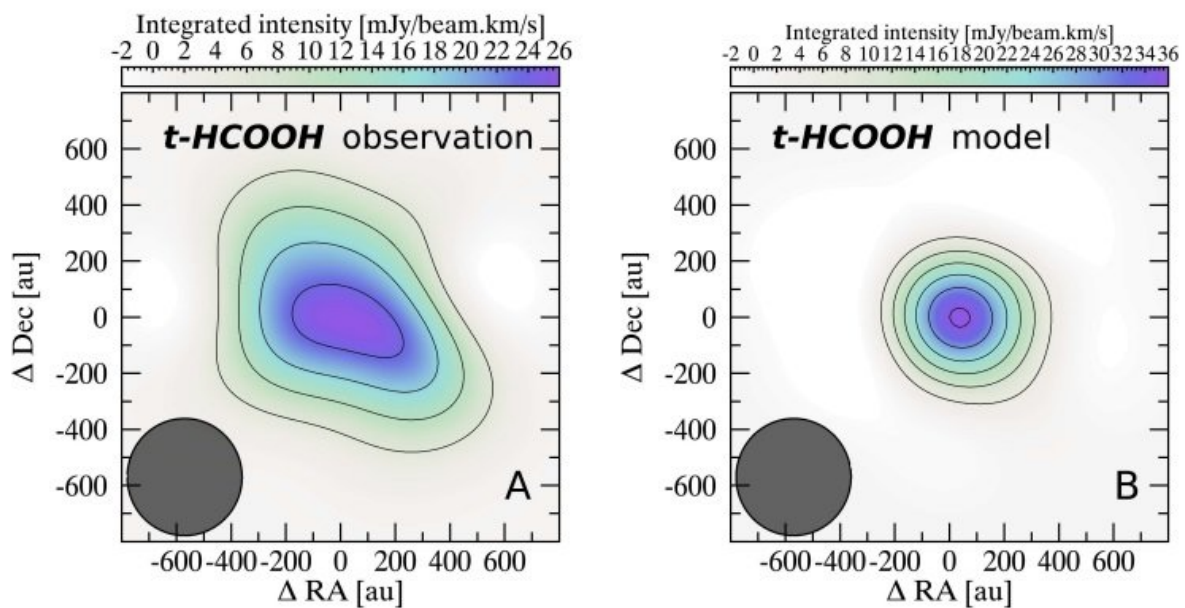 Integrated intensity [mJy/beam.km/s]
-2 0 2 4 6 8 10 12 14 16 18 20 22 24 26
t-HCOOH observation
600
400
200
0
-200
-400
-600
Δ Dec [au]
A
-600 -400 -200 0 200 400 600
Δ RA [au]
Integrated intensity [mJy/beam.km/s]
-2 0 2 4 6 8 10 12 14 16 18 20 22 24 26 28 30 32 34 36
t-HCOOH model
600
400
200
0
-200
-400
-600
Δ Dec [au]
B
-600 -400 -200 0 200 400 600
Δ RA [au]